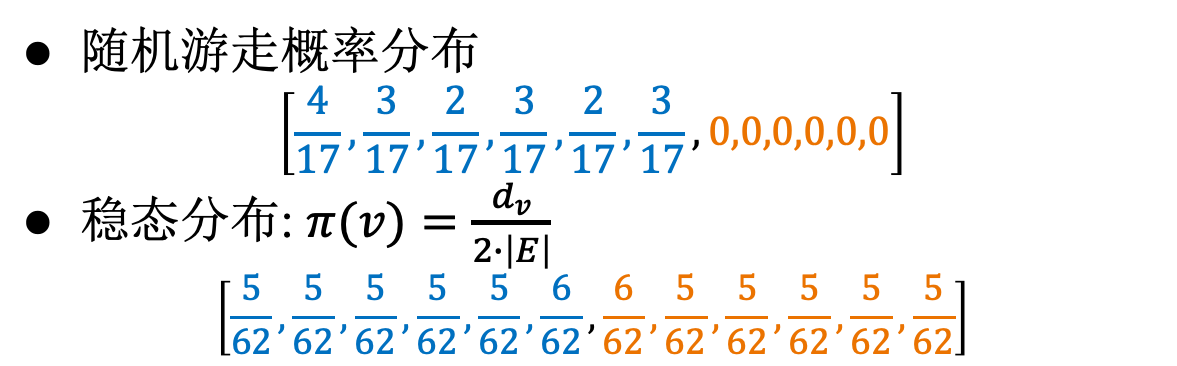 ● 随机游走概率分布
[4/17, 3/17, 2/17, 3/17, 2/17, 3/17, 0,0,0,0,0,0]
● 稳态分布: π(v) = d_v / 2·|E|
[5/62, 5/62, 5/62, 5/62, 5/62, 6/62, 6/62, 5/62, 5/62, 5/62, 5/62, 5/62]